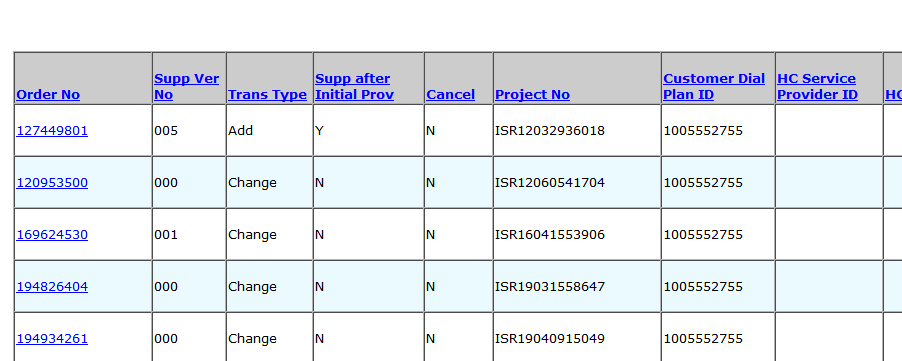 Order No Supp Ver No Trans Type Supp after Initial Prov Cancel Project No Customer Dial Plan ID HC Service Provider ID HC
127449801 005 Add Y N ISR12032936018 1005552755
120953500 000 Change N N ISR12060541704 1005552755
169624530 001 Change N N ISR16041553906 1005552755
194826404 000 Change N N ISR19031558647 1005552755
194934261 000 Change N N ISR19040915049 1005552755